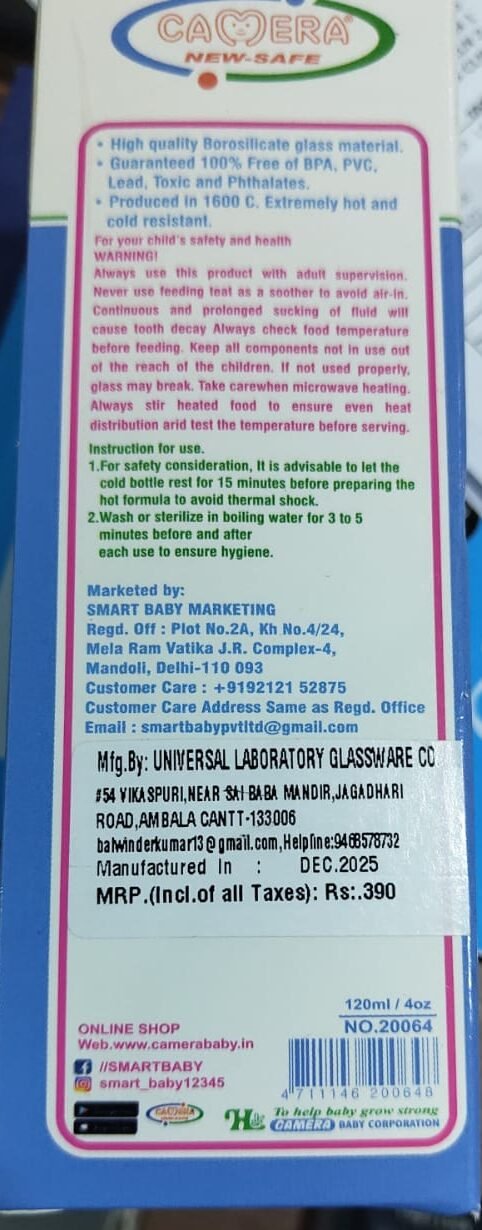 CAMERA®
NEW-SAFE
• High quality Borosilicate glass material.
• Guaranteed 100% Free of BPA, PVC,
Lead, Toxic and Phthalates.
• Produced in 1600 C. Extremely hot and
cold resistant.
For your child's safety and health
WARNING!
Always use this product with adult supervision.
Never use feeding teat as a soother to avoid air-in.
Continuous and prolonged sucking of fluid will
cause tooth decay Always check food temperature
before feeding. Keep all components not in use out
of the reach of the children. If not used properly,
glass may break. Take carewhen microwave heating.
Always stir heated food to ensure even heat
distribution arid test the temperature before serving.
Instruction for use.
1.For safety consideration, It is advisable to let the
cold bottle rest for 15 minutes before preparing the
hot formula to avoid thermal shock.
2.Wash or sterilize in boiling water for 3 to 5
minutes before and after
each use to ensure hygiene.
Marketed by:
SMART BABY MARKETING
Regd. Off : Plot No.2A, Kh No.4/24,
Mela Ram Vatika J.R. Complex-4,
Mandoli, Delhi-110 093
Customer Care : +9192121 52875
Customer Care Address Same as Regd. Office
Email : smartbabypvtltd@gmail.com
Mfg.By: UNIVERSAL LABORATORY GLASSWARE CO
#54 VIKASPURI,NEAR SAI BABA MANDIR,JAGADHARI
ROAD,AMBALA CANTT-133006
balwinderkumar13@gmail.com,Helpline:9468578732
Manufactured In : DEC.2025
MRP.(Incl.of all Taxes): Rs:.390
120ml / 4oz
NO.20064
ONLINE SHOP
Web.www.camerababy.in
//SMARTBABY
smart_baby12345
4 711146 200648
CAMERA
To help baby grow strong
CAMERA BABY CORPORATION